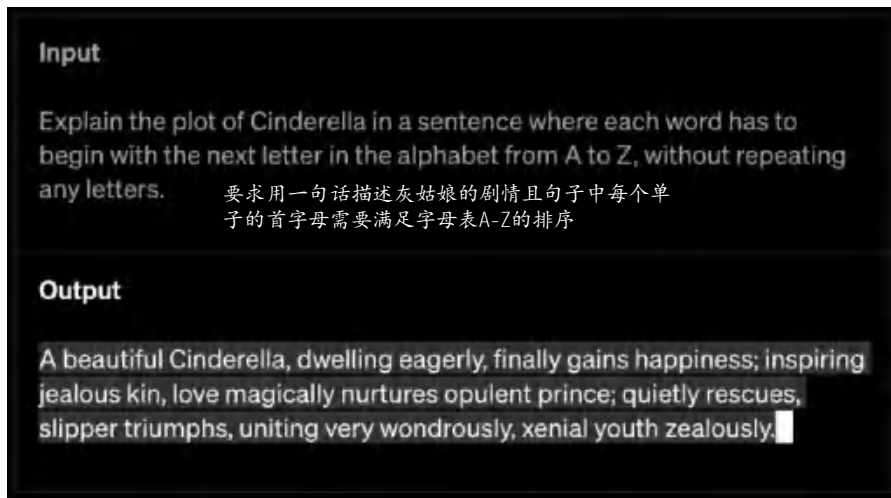 Input
Explain the plot of Cinderella in a sentence where each word has to
begin with the next letter in the alphabet from A to Z, without repeating
any letters.
要求用一句话描述灰姑娘的剧情且句子中每个单
子的首字母需要满足字母表A-Z的排序
Output
A beautiful Cinderella, dwelling eagerly, finally gains happiness; inspiring
jealous kin, love magically nurtures opulent prince; quietly rescues,
slipper triumphs, uniting very wondrously, xenial youth zealously.